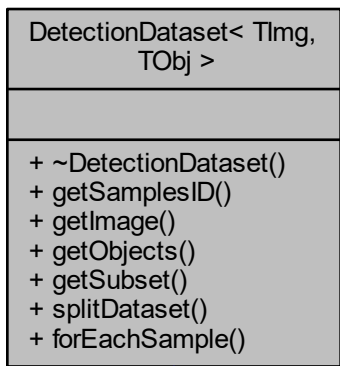 DetectionDataset< TImg,
TObj >
+ ~DetectionDataset()
+ getSamplesID()
+ getImage()
+ getObjects()
+ getSubset()
+ splitDataset()
+ forEachSample()